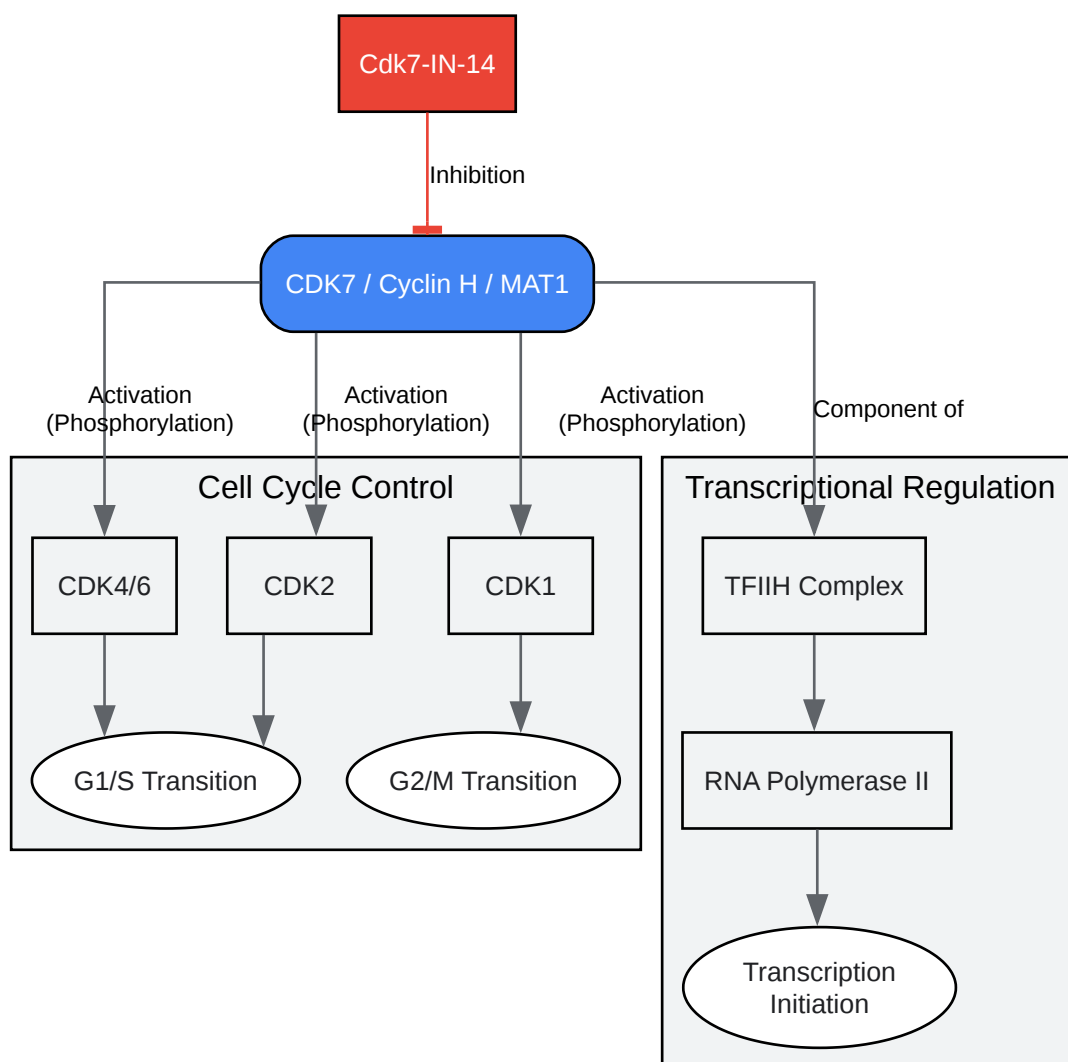 Cdk7-IN-14
Inhibition
CDK7 / Cyclin H / MAT1
Activation
(Phosphorylation)
Activation
(Phosphorylation)
Activation
(Phosphorylation)
Component of
Cell Cycle Control
CDK4/6
CDK2
CDK1
G1/S Transition
G2/M Transition
Transcriptional Regulation
TFIIH Complex
RNA Polymerase II
Transcription
Initiation